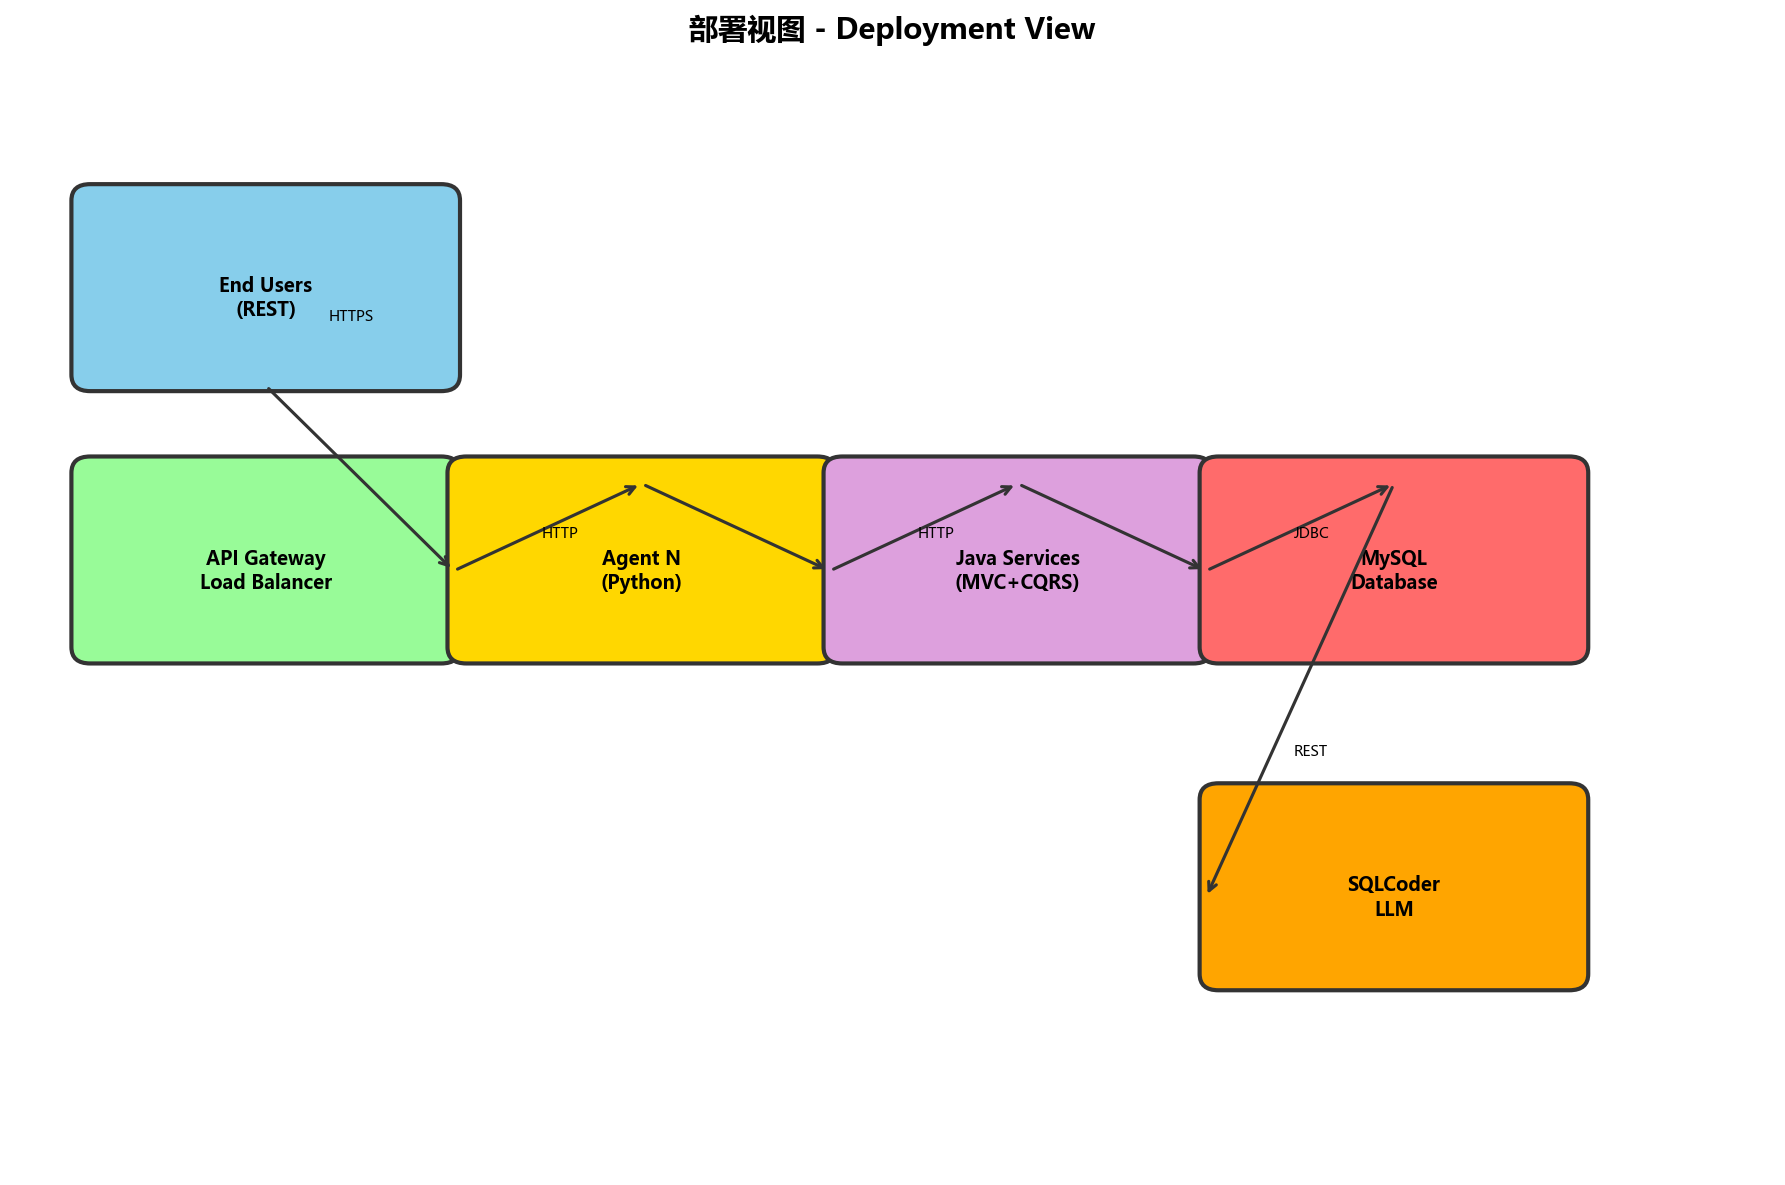 部署视图 - Deployment View
End Users
(REST)
HTTPS
API Gateway
Load Balancer
HTTP
Agent N
(Python)
HTTP
Java Services
(MVC+CQRS)
JDBC
MySQL
Database
REST
SQLCoder
LLM